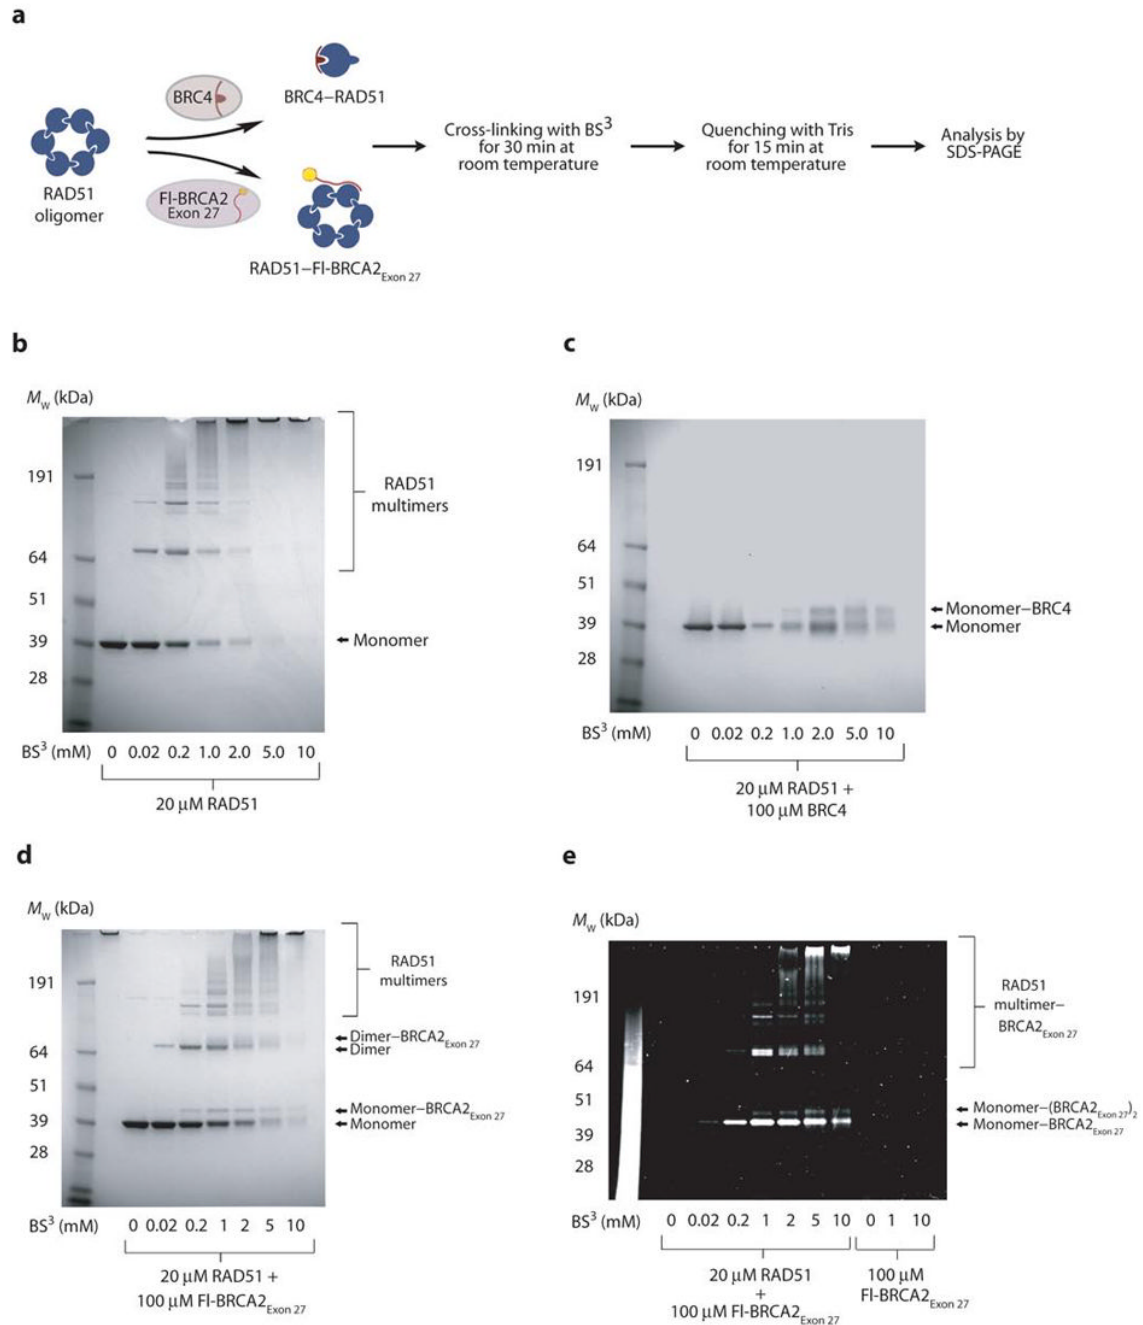 a
BRC4
RAD51
oligomer
Fl-BRCA2
Exon 27
BRC4–RAD51
RAD51–Fl-BRCA2Exon 27
Cross-linking with BS3
for 30 min at
room temperature
Quenching with Tris
for 15 min at
room temperature
Analysis by
SDS-PAGE
b
Mw (kDa)
191
64
51
39
28
RAD51
multimers
Monomer
BS3 (mM) 0 0.02 0.2 1.0 2.0 5.0 10
20 µM RAD51
c
Mw (kDa)
191
64
51
39
28
Monomer–BRC4
Monomer
BS3 (mM) 0 0.02 0.2 1.0 2.0 5.0 10
20 µM RAD51 +
100 µM BRC4
d
Mw (kDa)
191
64
51
39
28
RAD51
multimers
Dimer–BRCA2Exon 27
Dimer
Monomer–BRCA2Exon 27
Monomer
BS3 (mM) 0 0.02 0.2 1 2 5 10
20 µM RAD51 +
100 µM Fl-BRCA2Exon 27
e
Mw (kDa)
191
64
51
39
28
RAD51
multimer–
BRCA2Exon 27
Monomer–(BRCA2Exon 27)2
Monomer–BRCA2Exon 27
BS3 (mM) 0 0.02 0.2 1 2 5 10 0 1 10
20 µM RAD51
+
100 µM Fl-BRCA2Exon 27
100 µM
Fl-BRCA2Exon 27